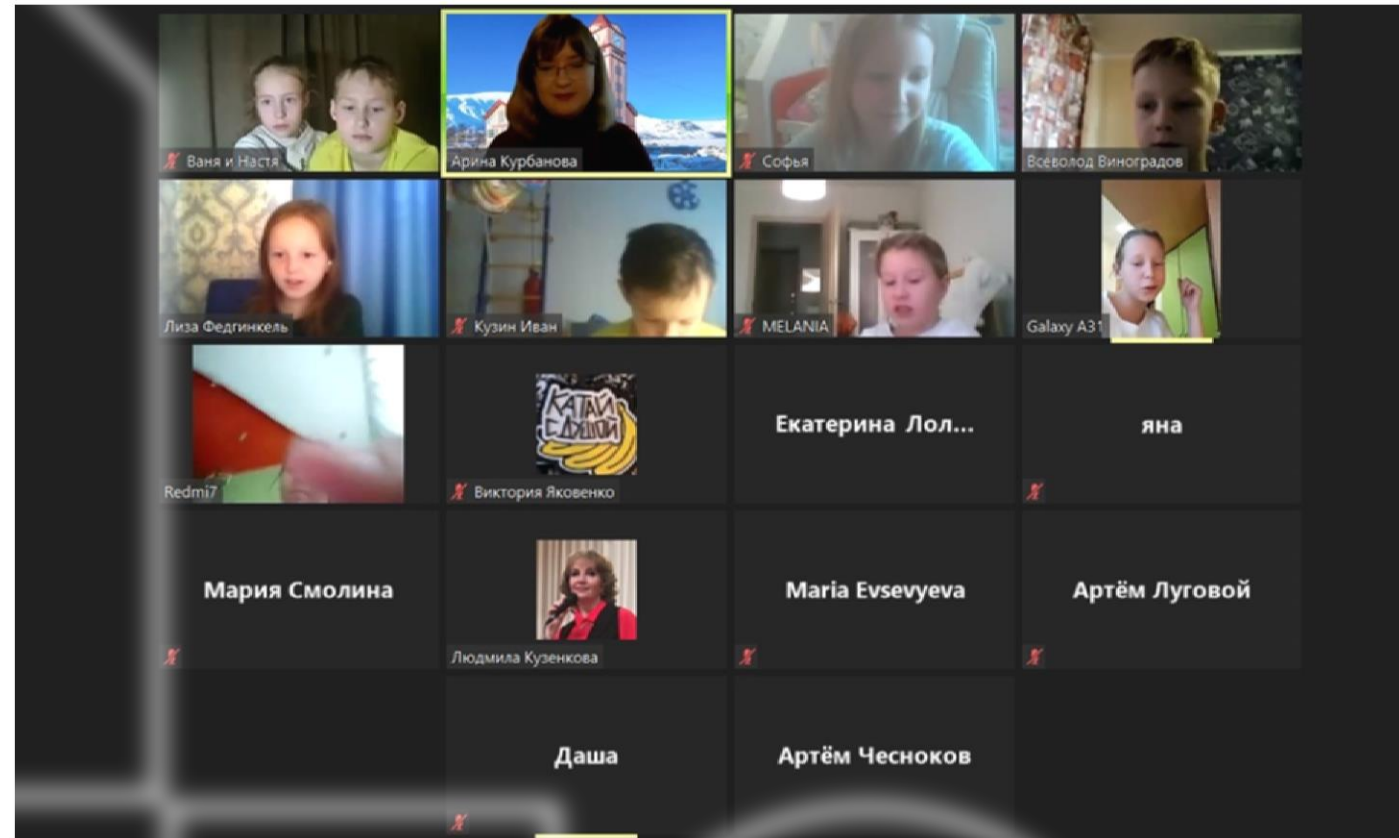 Ваня и Настя
Арина Курбанова
Софья
Всеволод Виноградов
Лиза Федгинкель
Кузин Иван
MELANIA
Galaxy A31
Redmi7
КАТАЙ
С ДУШОЙ
Виктория Яковенко
Екатерина Лол...
яна
Мария Смолина
Людмила Кузенкова
Maria Evsevyeva
Артём Луговой
Даша
Артём Чесноков